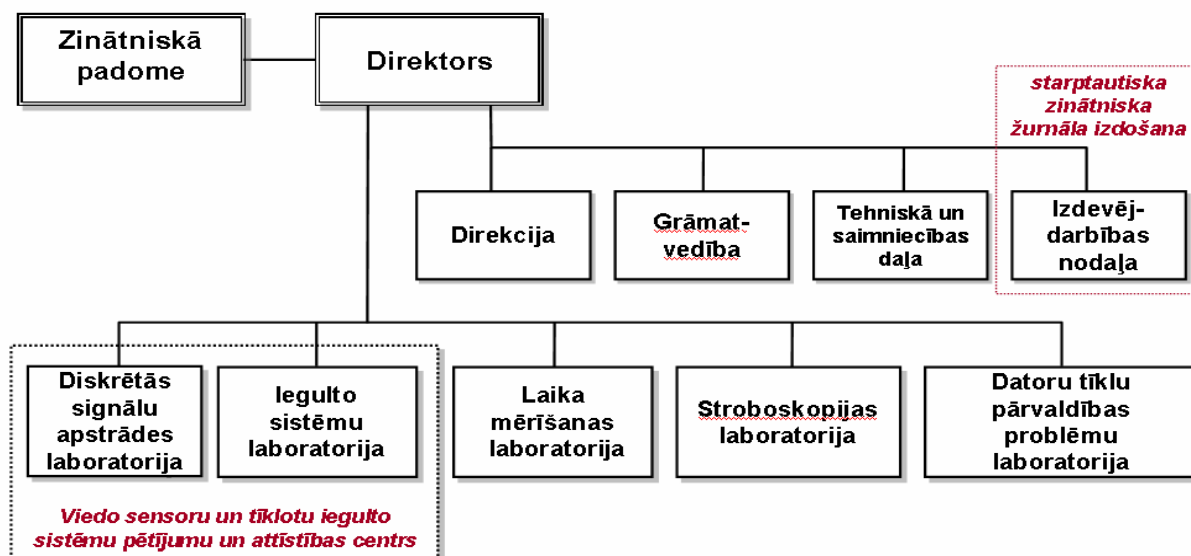 Zinātniskā
padome
Direktors
starptautiska
zinātniska
žurnāla izdošana
Direkcija
Grāmat-
vedība
Tehniskā un
saimniecības
daļa
Izdevēj-
darbības
nodaļa
Diskrētās
signālu
apstrādes
laboratorija
Iegulto
sistēmu
laboratorija
Laika
mērīšanas
laboratorija
Stroboskopijas
laboratorija
Datoru tīklu
pārvaldības
problēmu
laboratorija
Viedo sensoru un tīklotu iegulto
sistēmu pētījumu un attīstības centrs